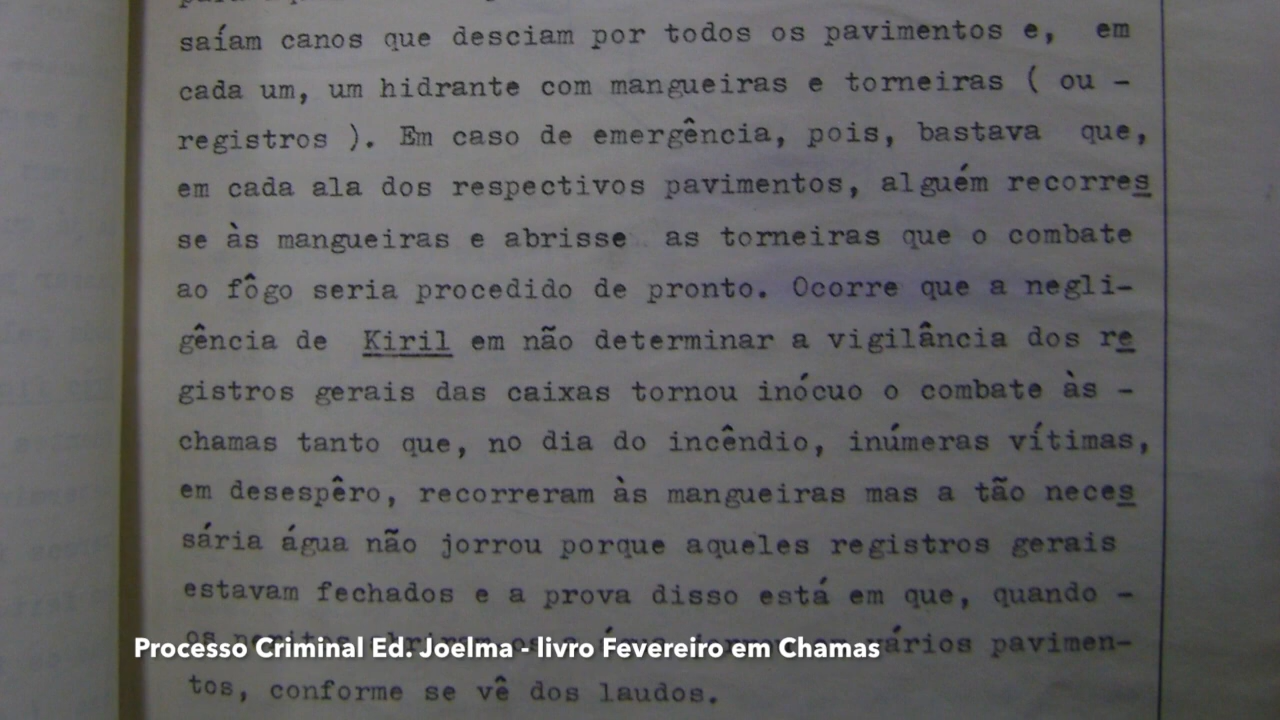 saíam canos que desciam por todos os pavimentos e, em
cada um, um hidrante com mangueiras e torneiras ( ou -
registros ). Em caso de emergência, pois, bastava que,
em cada ala dos respectivos pavimentos, alguém recorres
se às mangueiras e abrisse as torneiras que o combate
ao fôgo seria procedido de pronto. Ocorre que a negli-
gência de Kiril em não determinar a vigilância dos re
gistros gerais das caixas tornou inócuo o combate às -
chamas tanto que, no dia do incêndio, inúmeras vítimas,
em desespêro, recorreram às mangueiras mas a tão neces
sária água não jorrou porque aqueles registros gerais
estavam fechados e a prova disso está em que, quando -
vários pavimen-
Processo Criminal Ed. Joelma - livro Fevereiro em Chamas
tos, conforme se vê dos laudos.